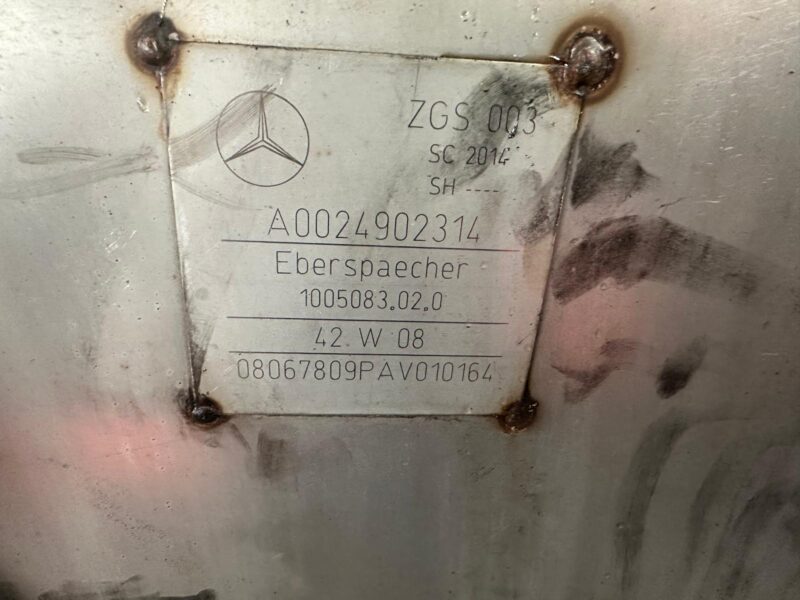 ZGS 003
SC 2014
SH ----
A0024902314
Eberspaecher
1005083.02.0
42 W 08
08067809PAV010164